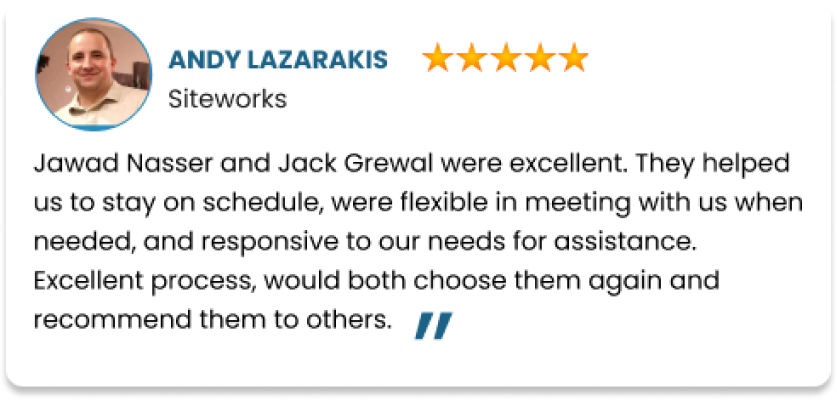 ANDY LAZARAKIS
Siteworks
Jawad Nasser and Jack Grewal were excellent. They helped
us to stay on schedule, were flexible in meeting with us when
needed, and responsive to our needs for assistance.
Excellent process, would both choose them again and
recommend them to others. "